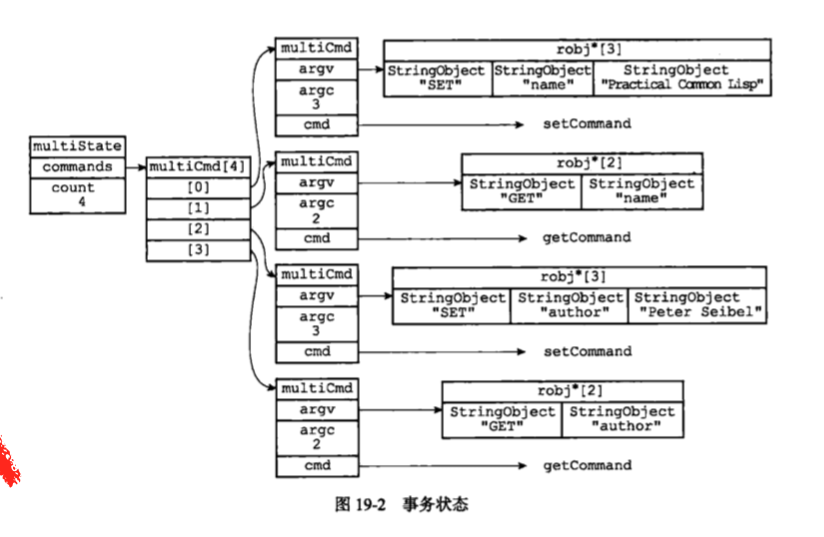 multiState
commands
count
4
multiCmd[4]
[0]
[1]
[2]
[3]
multiCmd
argv
argc
3
cmd
robj*[3]
StringObject "SET"
StringObject "name"
StringObject "Practical Common Lisp"
setCommand
multiCmd
argv
argc
2
cmd
robj*[2]
StringObject "GET"
StringObject "name"
getCommand
multiCmd
argv
argc
3
cmd
robj*[3]
StringObject "SET"
StringObject "author"
StringObject "Peter Seibel"
setCommand
multiCmd
argv
argc
2
cmd
robj*[2]
StringObject "GET"
StringObject "author"
getCommand
图 19-2 事务状态